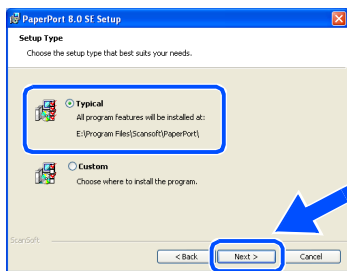 PaperPort 8.0 SE Setup
Setup Type
Choose the setup type that best suits your needs.
Typical
All program features will be installed at:
E:\Program Files\Scansoft\PaperPort\
Custom
Choose where to install the program.
ScanSoft
< Back Next > Cancel